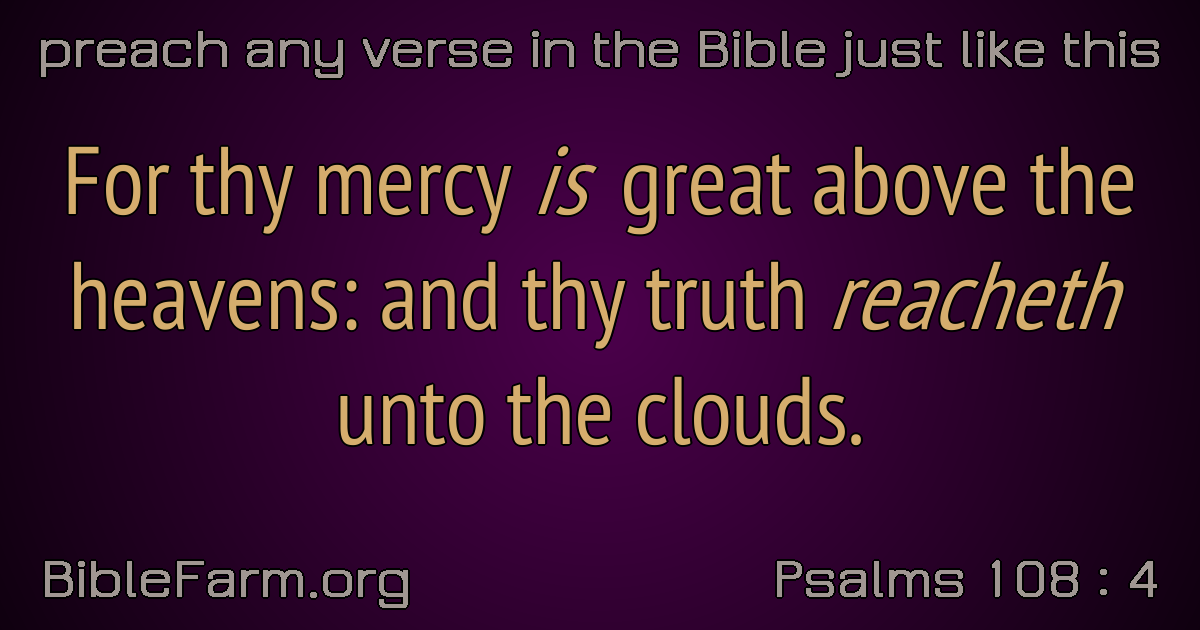 preach any verse in the Bible just like this
For thy mercy is great above the
heavens: and thy truth reacheth
unto the clouds.
BibleFarm.org
Psalms 108 : 4